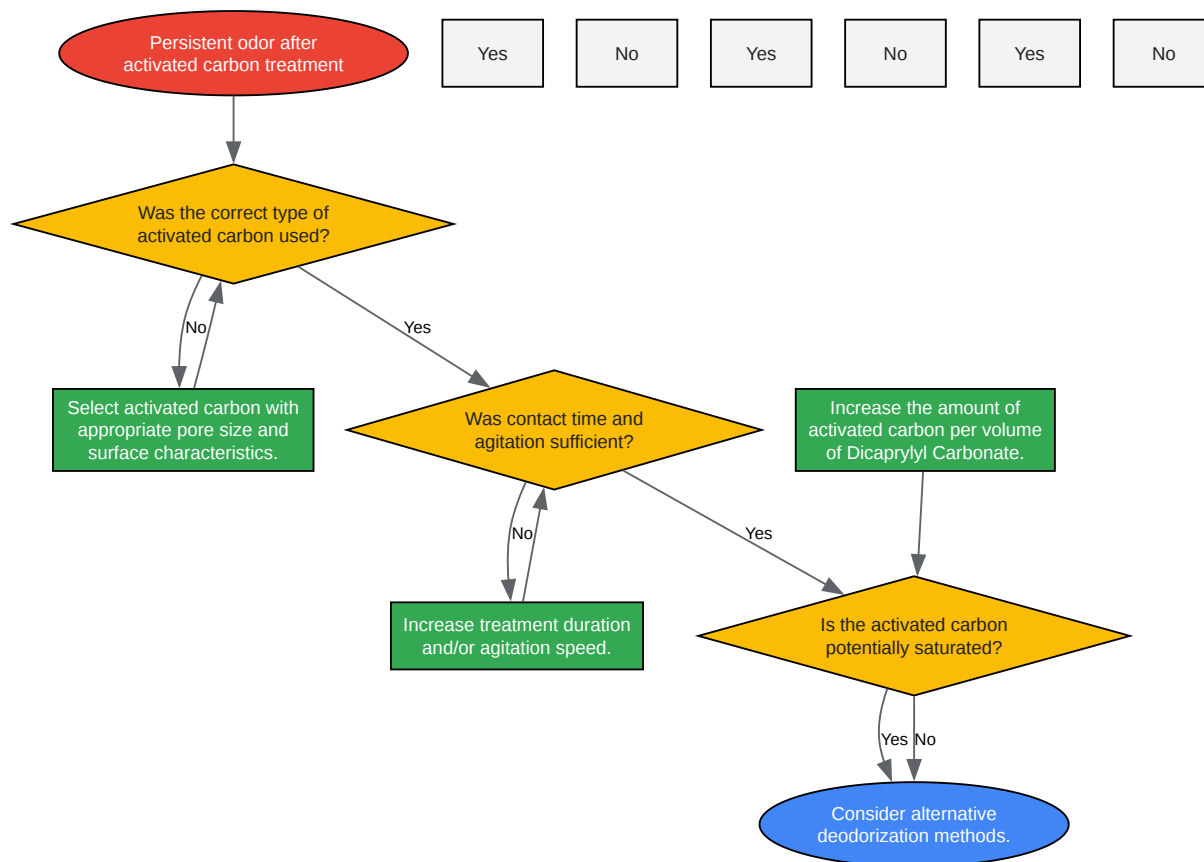 Persistent odor after
activated carbon treatment
Yes
No
Yes
No
Yes
No
Was the correct type of
activated carbon used?
No
Yes
Select activated carbon with
appropriate pore size and
surface characteristics.
Was contact time and
agitation sufficient?
Increase the amount of
activated carbon per volume
of Dicaprylyl Carbonate.
No
Yes
Increase treatment duration
and/or agitation speed.
Is the activated carbon
potentially saturated?
Yes
No
Consider alternative
deodorization methods.